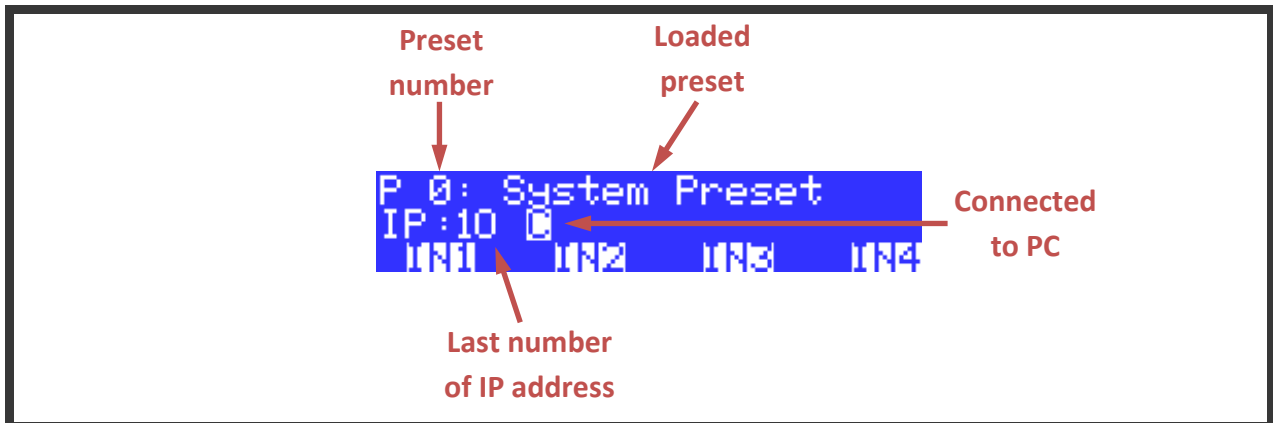 Preset
number
Loaded
preset
P 0: System Preset
IP:10 C
IN1 IN2 IN3 IN4
Connected
to PC
Last number
of IP address